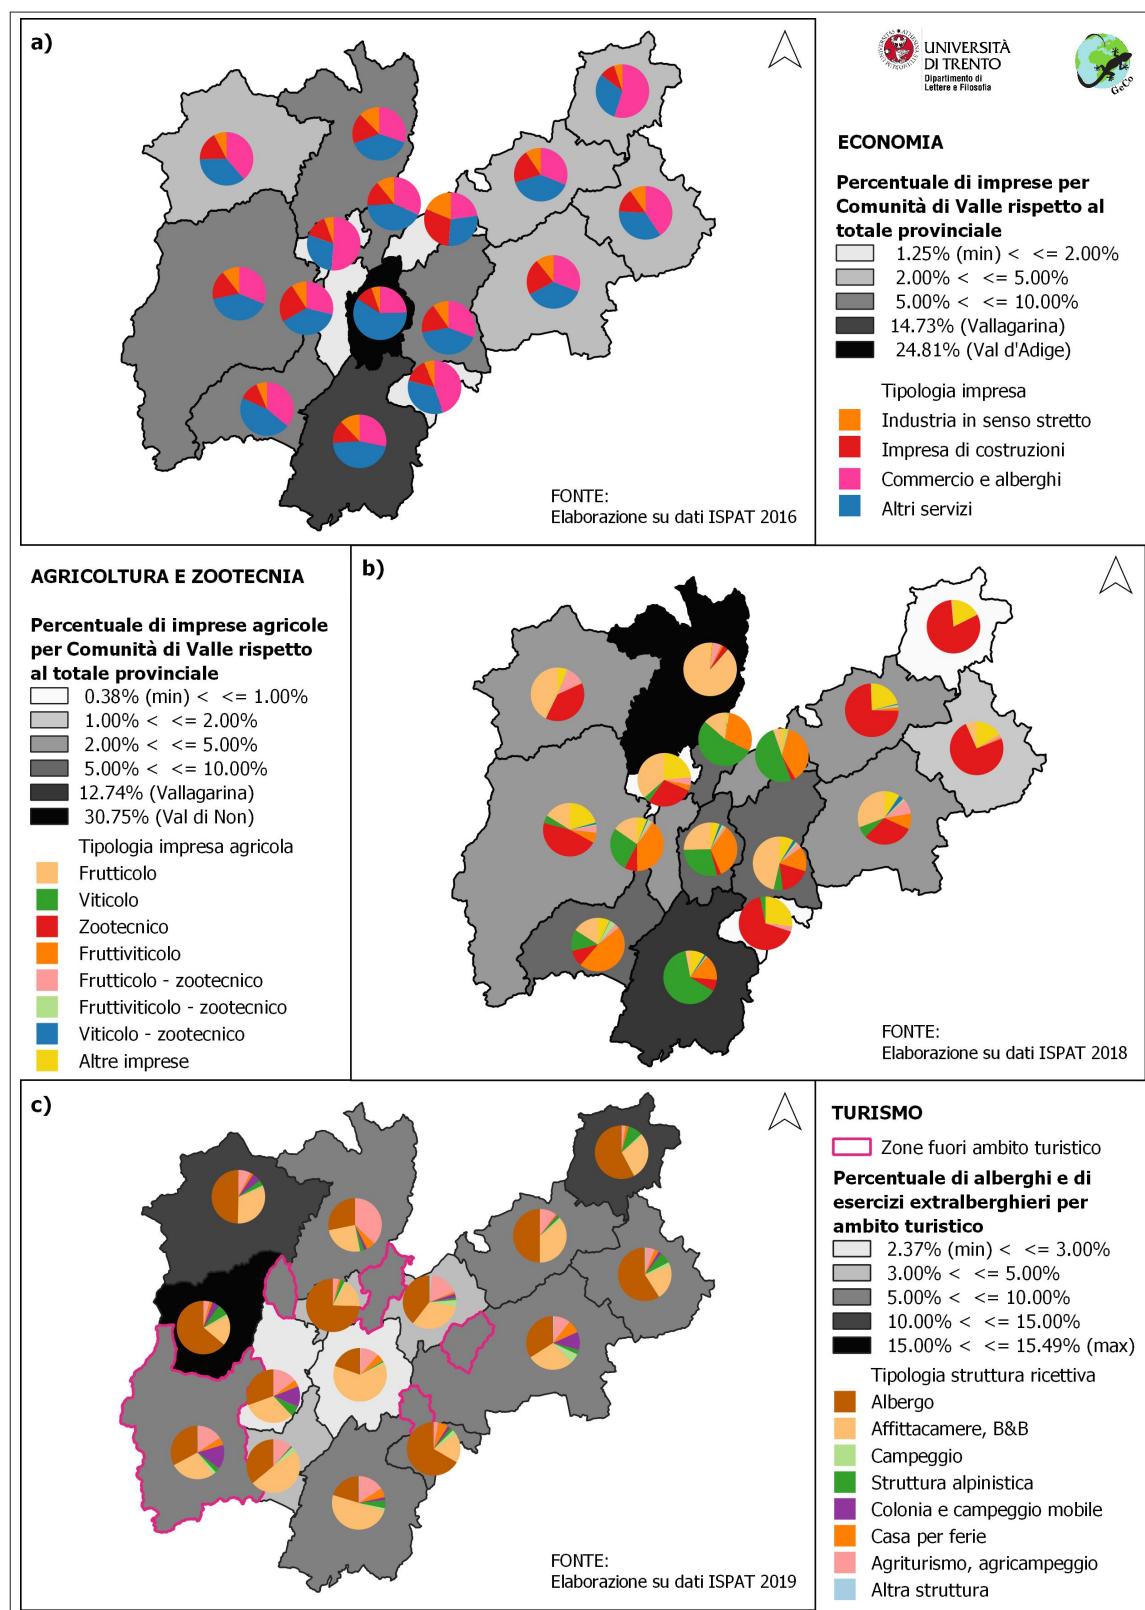 a)
UNIVERSITÀ
DI TRENTO
Dipartimento di
Lettere e Filosofia
GeCo
ECONOMIA
Percentuale di imprese per
Comunità di Valle rispetto al
totale provinciale
1.25% (min) < <= 2.00%
2.00% < <= 5.00%
5.00% < <= 10.00%
14.73% (Vallagarina)
24.81% (Val d'Adige)
Tipologia impresa
Industria in senso stretto
Impresa di costruzioni
Commercio e alberghi
Altri servizi
FONTE:
Elaborazione su dati ISPAT 2016
AGRICOLTURA E ZOOTECNIA
Percentuale di imprese agricole
per Comunità di Valle rispetto
al totale provinciale
0.38% (min) < <= 1.00%
1.00% < <= 2.00%
2.00% < <= 5.00%
5.00% < <= 10.00%
12.74% (Vallagarina)
30.75% (Val di Non)
Tipologia impresa agricola
Frutticolo
Viticolo
Zootecnico
Fruttiviticolo
Frutticolo - zootecnico
Fruttiviticolo - zootecnico
Viticolo - zootecnico
Altre imprese
b)
FONTE:
Elaborazione su dati ISPAT 2018
c)
FONTE:
Elaborazione su dati ISPAT 2019
TURISMO
Zone fuori ambito turistico
Percentuale di alberghi e di
esercizi extralberghieri per
ambito turistico
2.37% (min) < <= 3.00%
3.00% < <= 5.00%
5.00% < <= 10.00%
10.00% < <= 15.00%
15.00% < <= 15.49% (max)
Tipologia struttura ricettiva
Albergo
Affittacamere, B&B
Campeggio
Struttura alpinistica
Colonia e campeggio mobile
Casa per ferie
Agriturismo, agricampeggio
Altra struttura